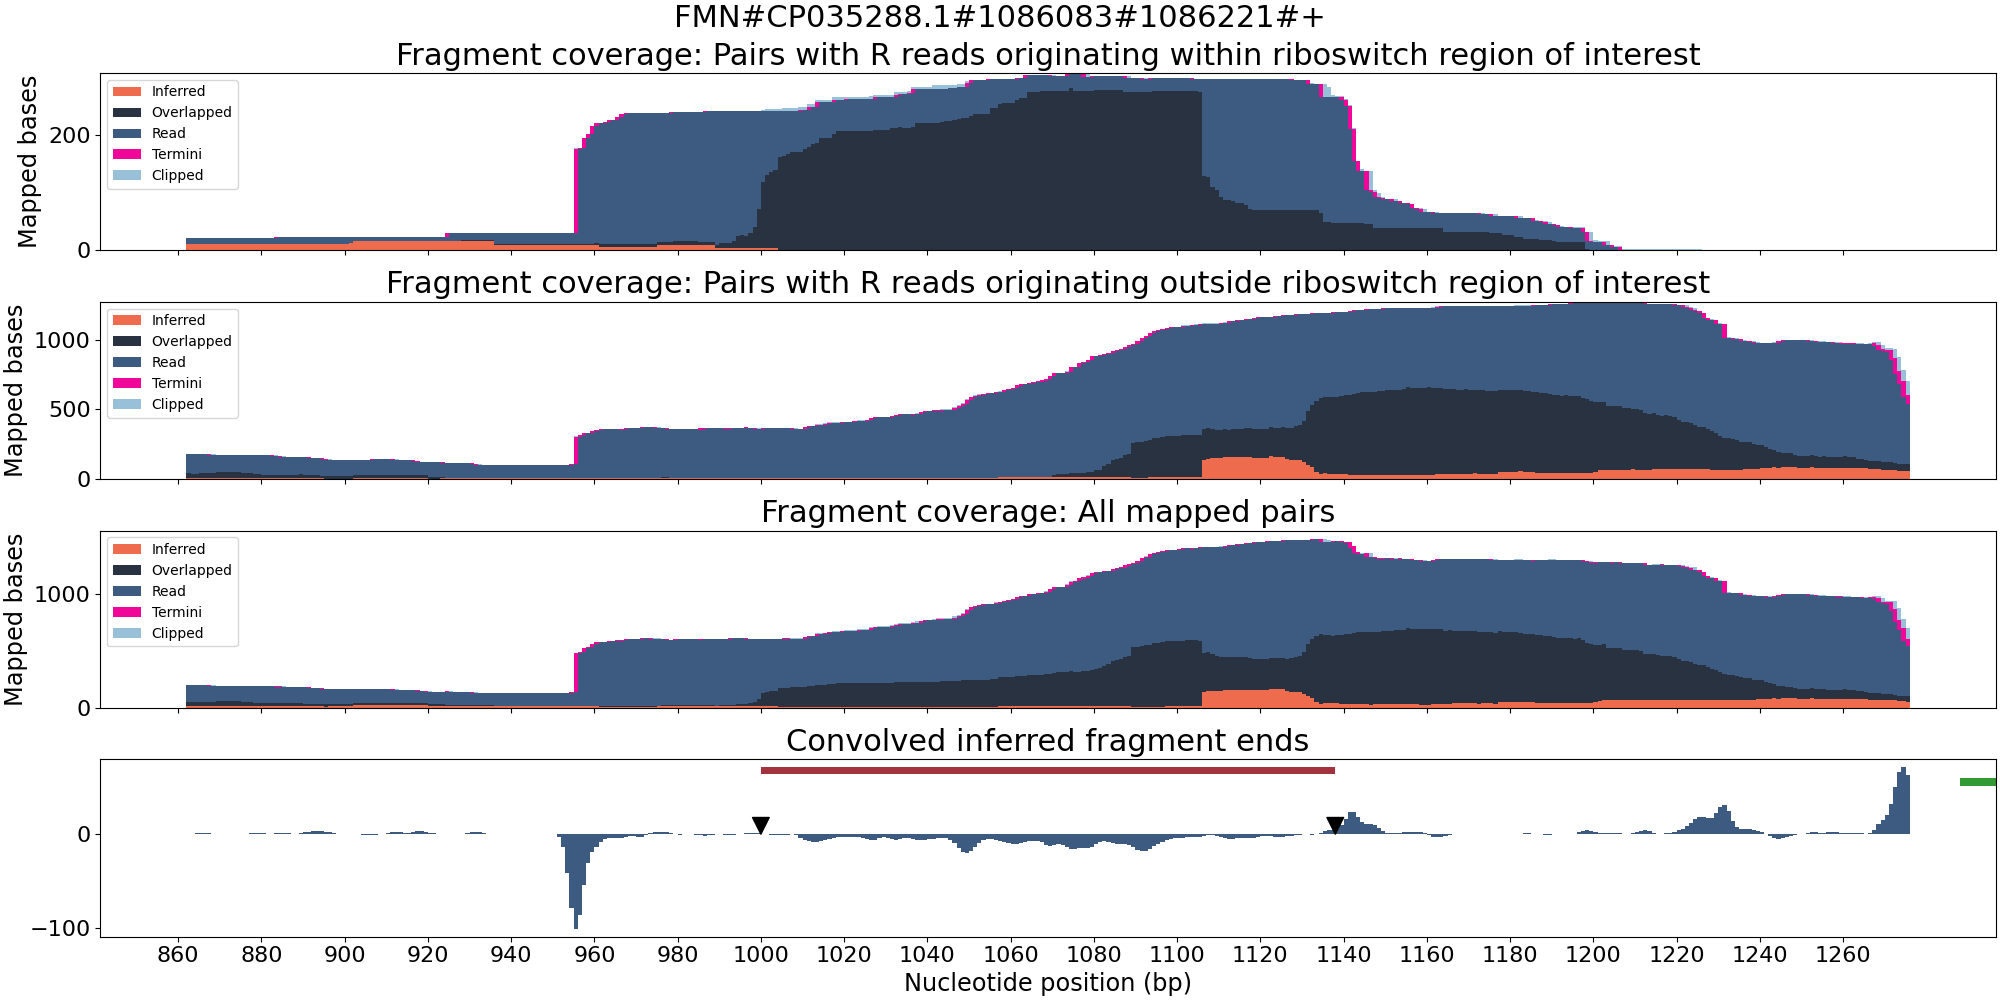 FMN#CP035288.1#1086083#1086221#+
Fragment coverage: Pairs with R reads originating within riboswitch region of interest
Mapped bases
200
0
Inferred
Overlapped
Read
Termini
Clipped
Fragment coverage: Pairs with R reads originating outside riboswitch region of interest
Mapped bases
1000
500
0
Inferred
Overlapped
Read
Termini
Clipped
Fragment coverage: All mapped pairs
Mapped bases
1000
0
Inferred
Overlapped
Read
Termini
Clipped
Convolved inferred fragment ends
0
−100
860 880 900 920 940 960 980 1000 1020 1040 1060 1080 1100 1120 1140 1160 1180 1200 1220 1240 1260
Nucleotide position (bp)